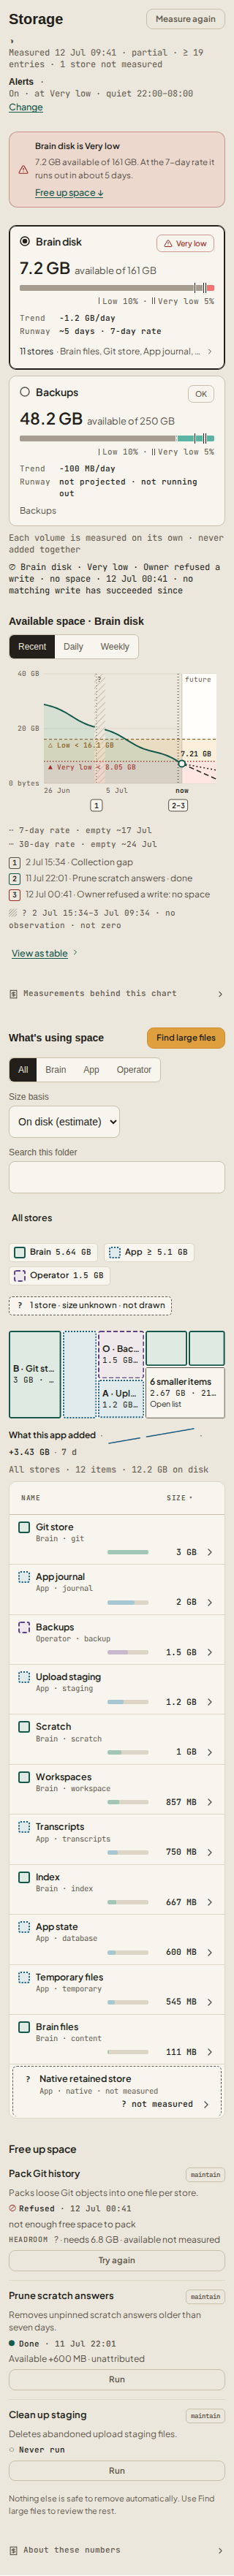 Storage
Measure again
Measured 12 Jul 09:41 · partial · ≥ 19
entries · 1 store not measured
Alerts ·
On · at Very low · quiet 22:00–08:00
Change
Brain disk is Very low
7.2 GB available of 161 GB. At the 7-day rate it
runs out in about 5 days.
Free up space ↓
Brain disk
Very low
7.2 GB available of 161 GB
Low 10% · Very low 5%
Trend -1.2 GB/day
Runway ~5 days · 7-day rate
11 stores · Brain files, Git store, App journal, …
Backups
OK
48.2 GB available of 250 GB
Low 10% · Very low 5%
Trend -100 MB/day
Runway not projected · not running
out
Backups
Each volume is measured on its own · never
added together
Brain disk · Very low · Owner refused a
write · no space · 12 Jul 00:41 · no
matching write has succeeded since
Available space · Brain disk
Recent Daily Weekly
40 GB
?
future
20 GB
Low < 16.1 GB
7.21 GB
Very low < 8.05 GB
0 bytes
26 Jun 5 Jul now
1 2–3
7-day rate · empty ~17 Jul
30-day rate · empty ~24 Jul
1 2 Jul 15:34 · Collection gap
2 11 Jul 22:01 · Prune scratch answers · done
3 12 Jul 00:41 · Owner refused a write: no space
? 2 Jul 15:34–3 Jul 09:34 · no
observation · not zero
View as table
Measurements behind this chart
What's using space
Find large files
All Brain App Operator
Size basis
On disk (estimate)
Search this folder
All stores
Brain 5.64 GB
App ≥ 5.1 GB
Operator 1.5 GB
? 1 store · size unknown · not drawn
B · Git st…
3 GB · …
O · Bac…
1.5 GB…
A · Upl…
1.2 GB…
6 smaller items
2.67 GB · 21…
Open list
What this app added ·
+3.43 GB · 7 d
All stores · 12 items · 12.2 GB on disk
NAME SIZE
Git store
Brain · git
3 GB
App journal
App · journal
2 GB
Backups
Operator · backup
1.5 GB
Upload staging
App · staging
1.2 GB
Scratch
Brain · scratch
1 GB
Workspaces
Brain · workspace
857 MB
Transcripts
App · transcripts
750 MB
Index
Brain · index
667 MB
App state
App · database
600 MB
Temporary files
App · temporary
545 MB
Brain files
Brain · content
111 MB
? Native retained store
App · native · not measured
? not measured
Free up space
Pack Git history
maintain
Packs loose Git objects into one file per store.
Refused · 12 Jul 00:41
not enough free space to pack
HEADROOM ? · needs 6.8 GB · available not measured
Try again
Prune scratch answers
maintain
Removes unpinned scratch answers older than
seven days.
Done · 11 Jul 22:01
Available +600 MB · unattributed
Run
Clean up staging
maintain
Deletes abandoned upload staging files.
Never run
Run
Nothing else is safe to remove automatically. Use Find
large files to review the rest.
About these numbers